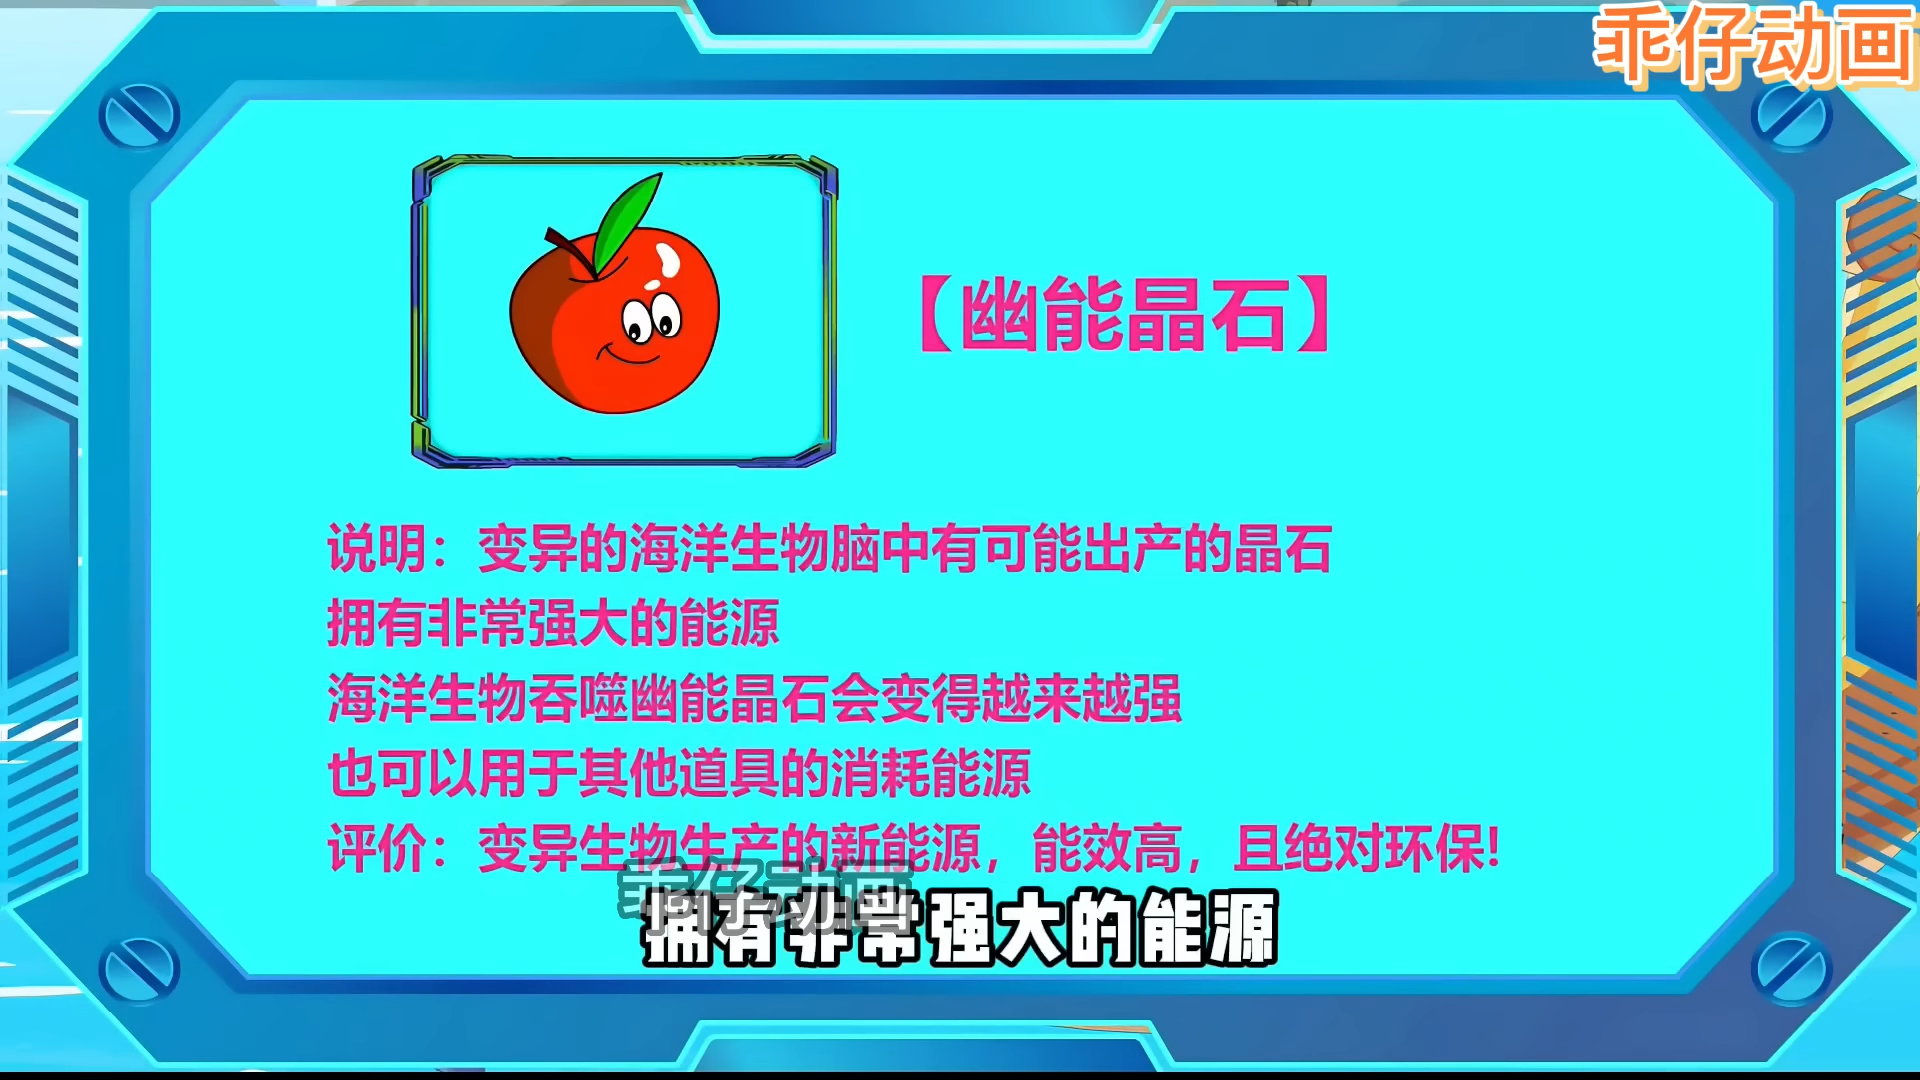 乖仔动画
【幽能晶石】
说明：变异的海洋生物脑中有可能出产的晶石
拥有非常强大的能源
海洋生物吞噬幽能晶石会变得越来越强
也可以用于其他道具的消耗能源
评价：变异生物生产的新能源，能效高，且绝对环保!
乖仔动画
拥有非常强大的能源